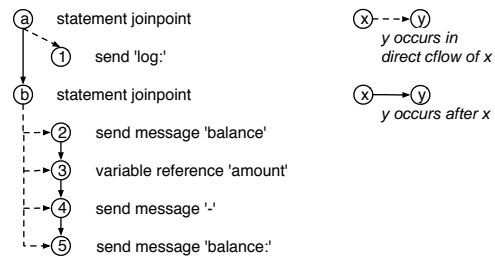 a statement joinpoint
1 send 'log:'
b statement joinpoint
2 send message 'balance'
3 variable reference 'amount'
4 send message '-'
5 send message 'balance:'
x y
y occurs in
direct cflow of x
x y
y occurs after x